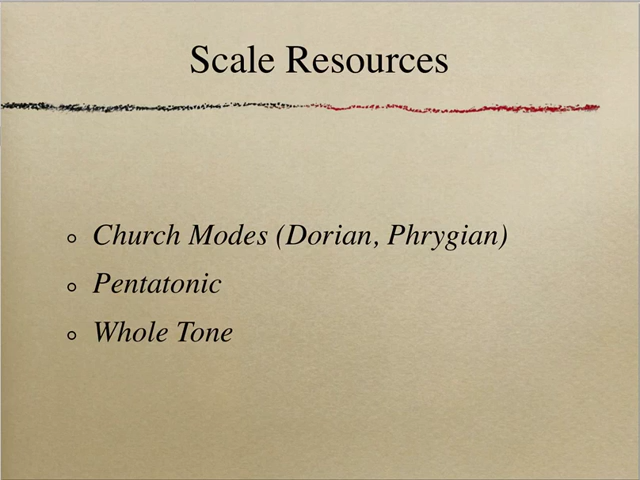 Scale Resources
Church Modes (Dorian, Phrygian)
Pentatonic
Whole Tone